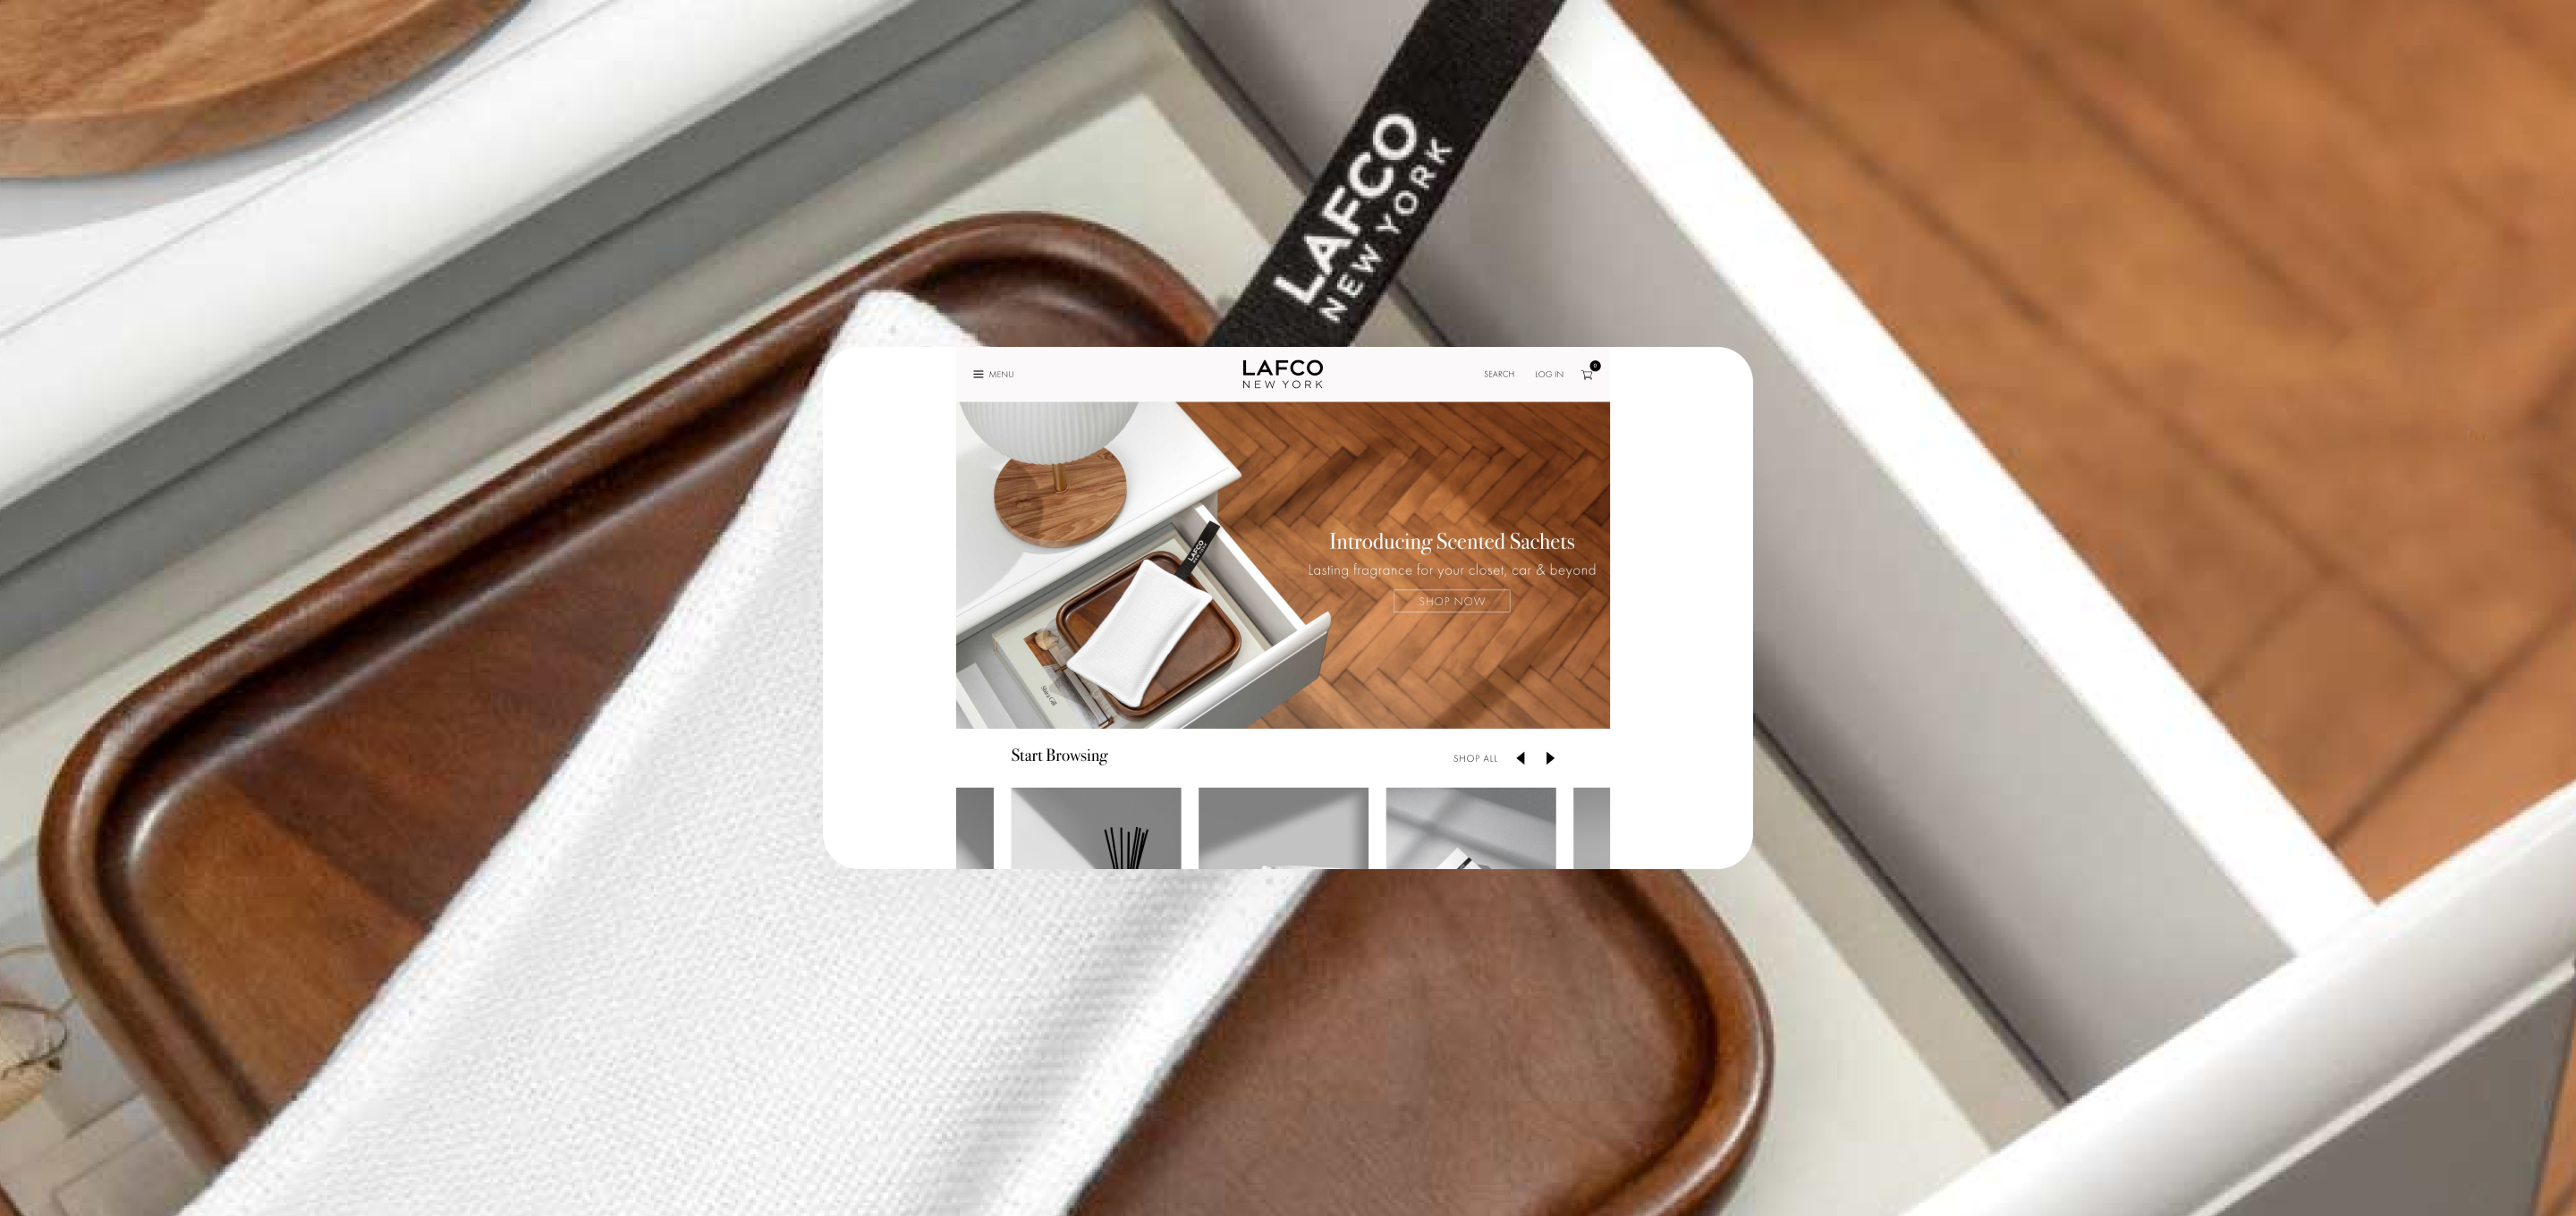 LAFCO
NEW YORK
MENU
LAFCO
NEW YORK
SEARCH
LOG IN
0
LAFCO
Introducing Scented Sachets
Lasting fragrance for your closet, car & beyond
SHOP NOW
Start Browsing
SHOP ALL